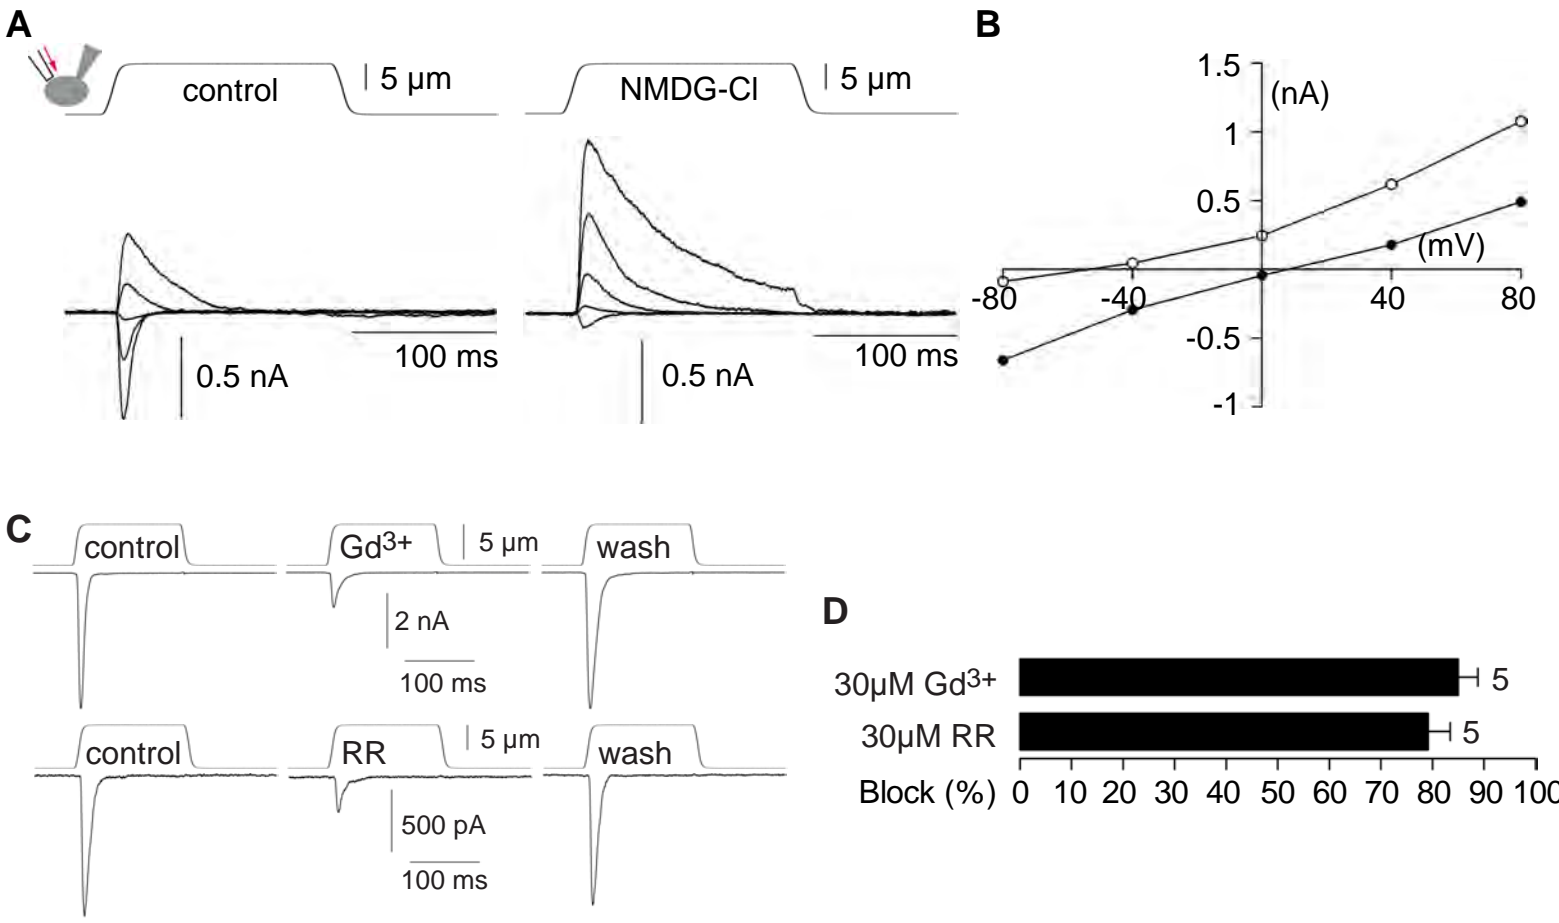 A
control
5 µm
NMDG-Cl
5 µm
100 ms
0.5 nA
100 ms
0.5 nA
B
1.5
(nA)
1
0.5
(mV)
-80
-40
40
80
-0.5
-1
C
control
Gd3+
5 µm
wash
2 nA
100 ms
control
RR
5 µm
wash
500 pA
100 ms
D
30µM Gd3+
5
30µM RR
5
Block (%) 0 10 20 30 40 50 60 70 80 90 100